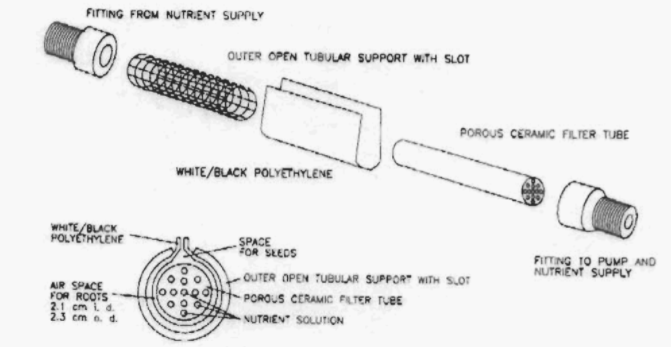 FITTING FROM NUTRIENT SUPPLY
OUTER OPEN TUBULAR SUPPORT WITH SLOT
POROUS CERAMIC FILTER TUBE
WHITE/BLACK POLYETHYLENE
FITTING TO PUMP AND
NUTRIENT SUPPLY
WHITE/BLACK
POLYETHYLENE
SPACE
FOR SEEDS
OUTER OPEN TUBULAR SUPPORT WITH SLOT
POROUS CERAMIC FILTER TUBE
NUTRIENT SOLUTION
AIR SPACE
FOR ROOTS
2.1 cm i. d.
2.3 cm o. d.